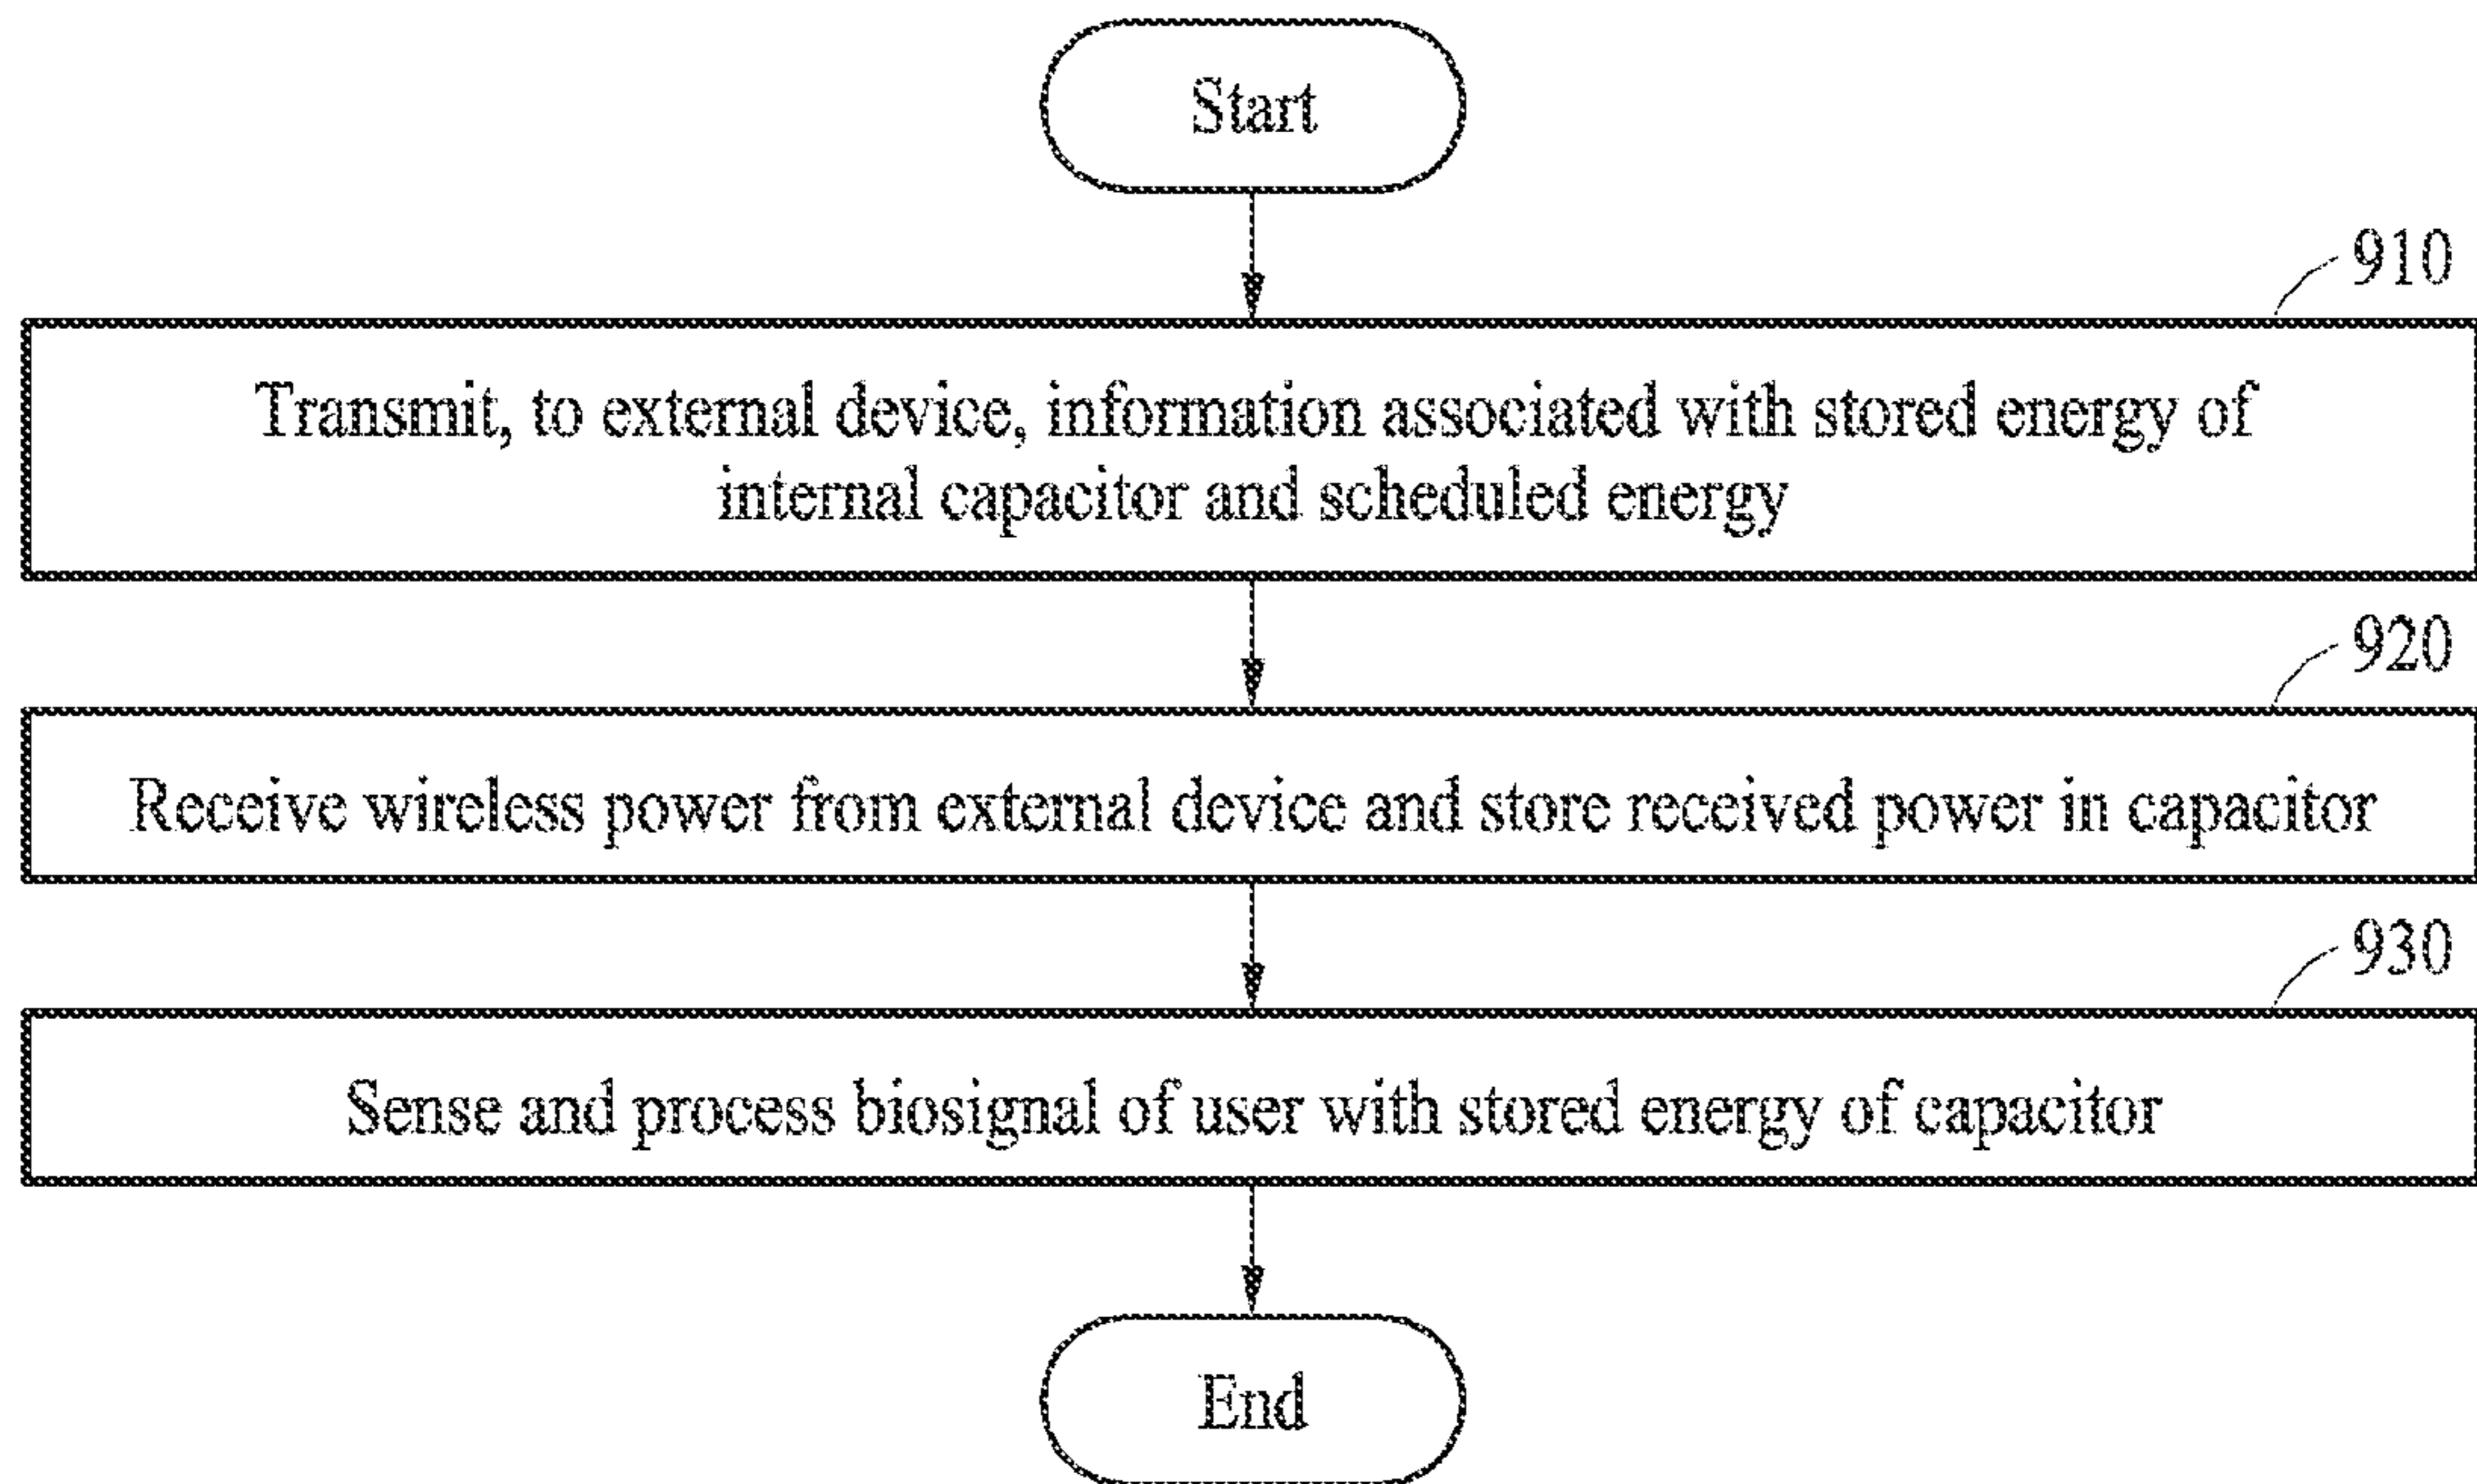 Start
910
Transmit, to external device, information associated with stored energy of
internal capacitor and scheduled energy
920
Receive wireless power from external device and store received power in capacitor
930
Sense and process biosignal of user with stored energy of capacitor
End